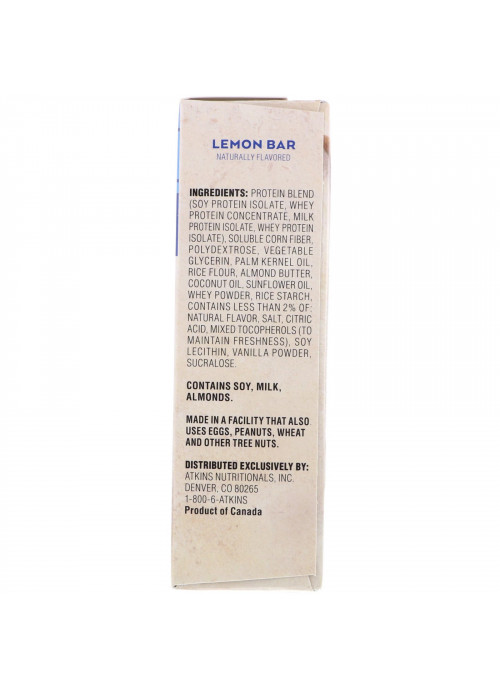 LEMON BAR
NATURALLY FLAVORED
INGREDIENTS: PROTEIN BLEND
(SOY PROTEIN ISOLATE, WHEY
PROTEIN CONCENTRATE, MILK
PROTEIN ISOLATE, WHEY PROTEIN
ISOLATE), SOLUBLE CORN FIBER,
POLYDEXTROSE, VEGETABLE
GLYCERIN, PALM KERNEL OIL,
RICE FLOUR, ALMOND BUTTER,
COCONUT OIL, SUNFLOWER OIL,
WHEY POWDER, RICE STARCH,
CONTAINS LESS THAN 2% OF:
NATURAL FLAVOR, SALT, CITRIC
ACID, MIXED TOCOPHEROLS (TO
MAINTAIN FRESHNESS), SOY
LECITHIN, VANILLA POWDER,
SUCRALOSE.
CONTAINS SOY, MILK,
ALMONDS.
MADE IN A FACILITY THAT ALSO
USES EGGS, PEANUTS, WHEAT
AND OTHER TREE NUTS.
DISTRIBUTED EXCLUSIVELY BY:
ATKINS NUTRITIONALS, INC.
DENVER, CO 80265
1-800-6-ATKINS
Product of Canada